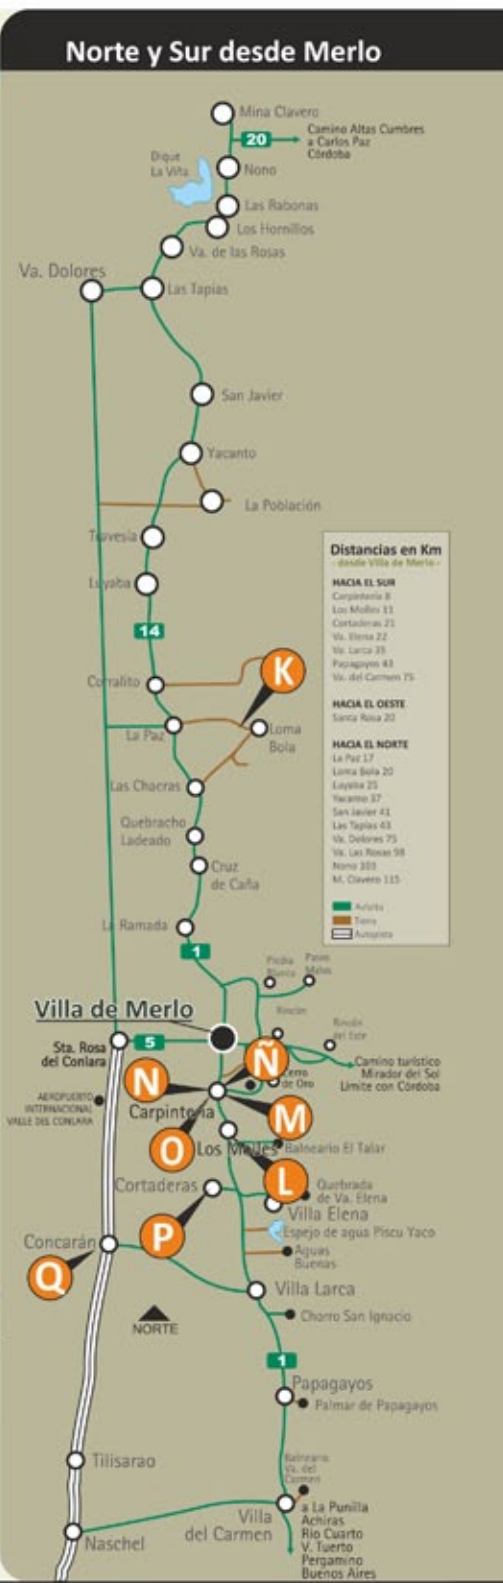 Norte y Sur desde Merlo
Mina Clavero
20
Camino Altas Cumbres
a Carlos Paz
Córdoba
Dique
La Viña
Nono
Las Rabonas
Los Hornillos
Va. de las Rosas
Va. Dolores
Las Tapias
San Javier
Yacanto
La Población
Travesía
Luyaba
14
Distancias en Km
- desde Villa de Merlo -
HACIA EL SUR
Carpintería 8
Los Molles 11
Cortaderas 21
Va. Elena 22
Va. Larca 35
Papagayos 43
Va. del Carmen 75
HACIA EL OESTE
Santa Rosa 20
HACIA EL NORTE
La Paz 17
Loma Bola 20
Luyaba 25
Yacanto 37
San Javier 41
Las Tapias 43
Va. Dolores 75
Va. Las Rosas 98
Nono 103
M. Clavero 115
Asfalto
Tierra
Autopista
K
Corralito
La Paz
Loma
Bola
Las Chacras
Quebracho
Ladeado
Cruz
de Caña
La Ramada
1
Piedra
Blanca
Pasos
Malos
Rincón
Rincón
del Este
Villa de Merlo
Sta. Rosa
del Conlara
5
Camino turístico
Mirador del Sol
Límite con Córdoba
Ñ
N
Cerro
de Oro
AEROPUERTO
INTERNACIONAL
VALLE DEL CONLARA
Carpintería
M
O
Los Molles
Balneario El Talar
L
Cortaderas
Quebrada
de Va. Elena
Villa Elena
P
Espejo de agua Piscu Yaco
Concarán
Aguas
Buenas
Q
Villa Larca
Chorro San Ignacio
NORTE
1
Papagayos
Palmar de Papagayos
Tilisarao
Balneario
Va. del
Carmen
Villa
del Carmen
a La Punilla
Achiras
Rio Cuarto
V. Tuerto
Pergamino
Buenos Aires
Naschel